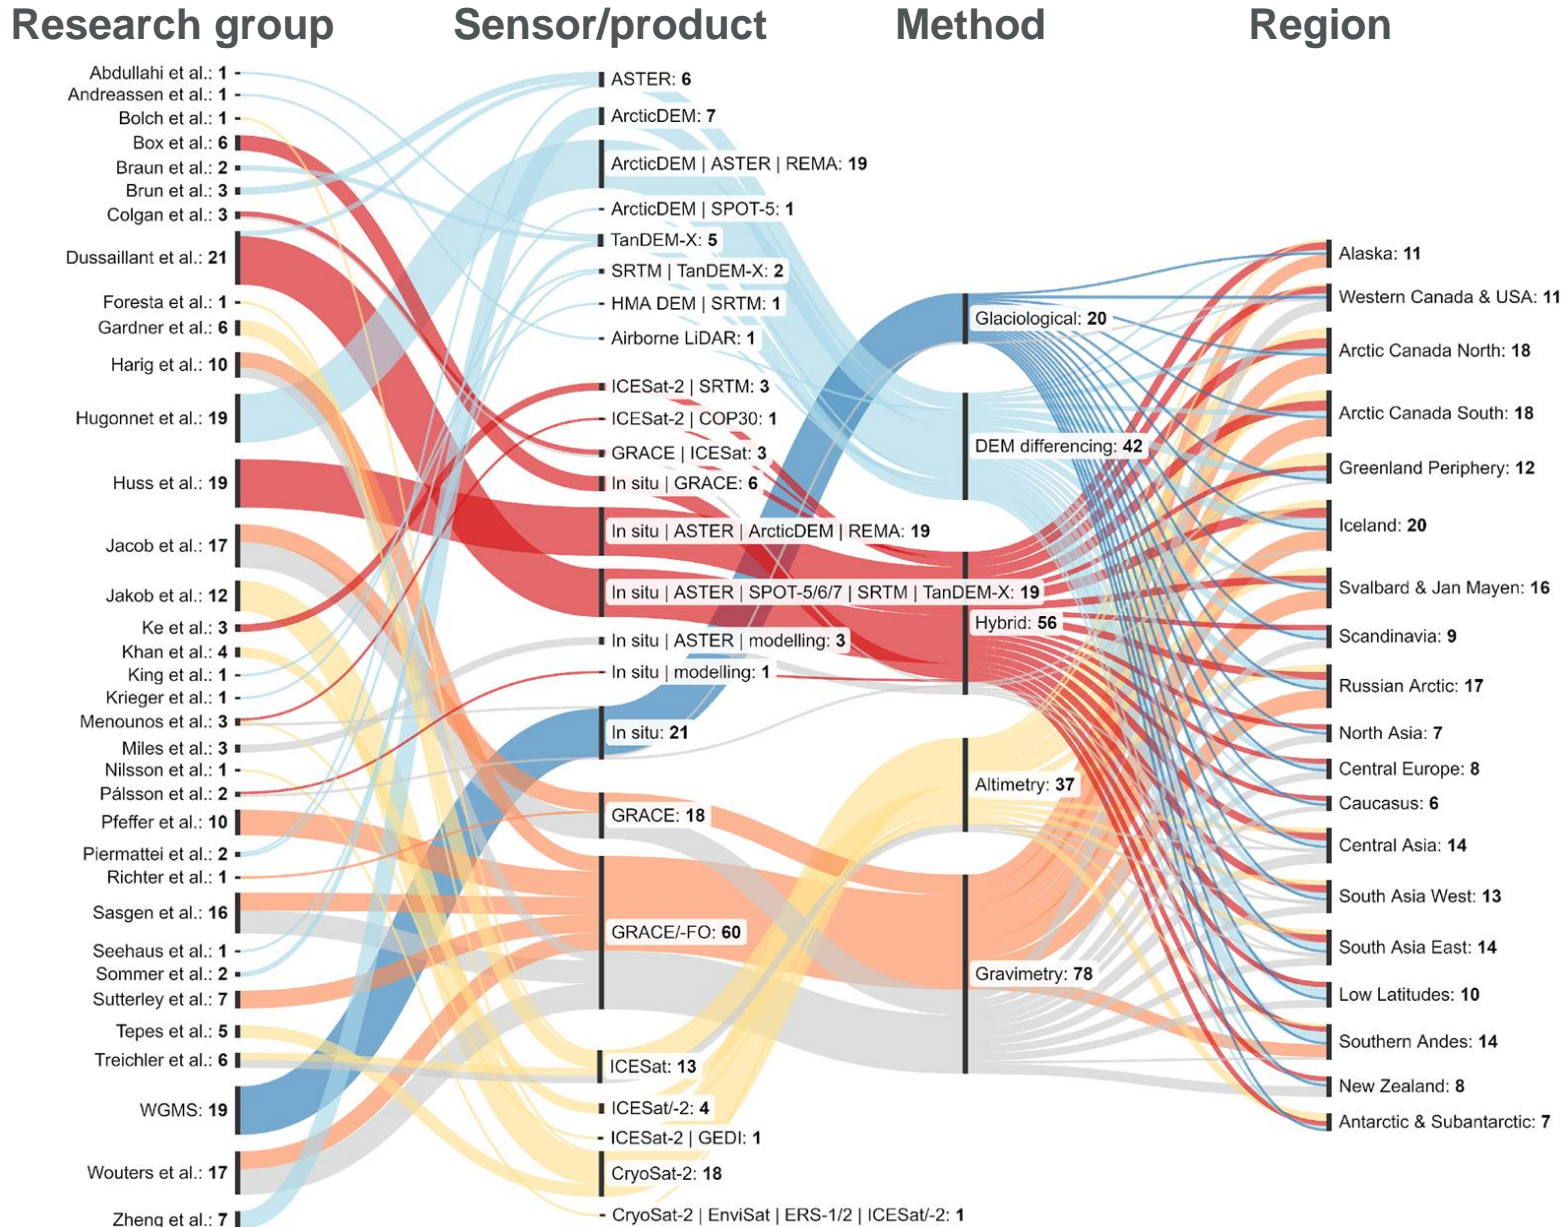 Research group
Sensor/product
Method
Region
Abdullahi et al.: 1
Andreassen et al.: 1
Bolch et al.: 1
Box et al.: 6
Braun et al.: 2
Brun et al.: 3
Colgan et al.: 3
Dussaillant et al.: 21
Foresta et al.: 1
Gardner et al.: 6
Harig et al.: 10
Hugonnet et al.: 19
Huss et al.: 19
Jacob et al.: 17
Jakob et al.: 12
Ke et al.: 3
Khan et al.: 4
King et al.: 1
Krieger et al.: 1
Menounos et al.: 3
Miles et al.: 3
Nilsson et al.: 1
Pálsson et al.: 2
Pfeffer et al.: 10
Piermattei et al.: 2
Richter et al.: 1
Sasgen et al.: 16
Seehaus et al.: 1
Sommer et al.: 2
Sutterley et al.: 7
Tepes et al.: 5
Treichler et al.: 6
WGMS: 19
Wouters et al.: 17
Zheng et al.: 7
ASTER: 6
ArcticDEM: 7
ArcticDEM | ASTER | REMA: 19
ArcticDEM | SPOT-5: 1
TanDEM-X: 5
SRTM | TanDEM-X: 2
HMA DEM | SRTM: 1
Airborne LiDAR: 1
ICESat-2 | SRTM: 3
ICESat-2 | COP30: 1
GRACE | ICESat: 3
In situ | GRACE: 6
In situ | ASTER | ArcticDEM | REMA: 19
In situ | ASTER | SPOT-5/6/7 | SRTM | TanDEM-X: 19
In situ | ASTER | modelling: 3
In situ | modelling: 1
In situ: 21
GRACE: 18
GRACE/-FO: 60
ICESat: 13
ICESat/-2: 4
ICESat-2 | GEDI: 1
CryoSat-2: 18
CryoSat-2 | EnviSat | ERS-1/2 | ICESat/-2: 1
Glaciological: 20
DEM differencing: 42
Hybrid: 56
Altimetry: 37
Gravimetry: 78
Alaska: 11
Western Canada & USA: 11
Arctic Canada North: 18
Arctic Canada South: 18
Greenland Periphery: 12
Iceland: 20
Svalbard & Jan Mayen: 16
Scandinavia: 9
Russian Arctic: 17
North Asia: 7
Central Europe: 8
Caucasus: 6
Central Asia: 14
South Asia West: 13
South Asia East: 14
Low Latitudes: 10
Southern Andes: 14
New Zealand: 8
Antarctic & Subantarctic: 7